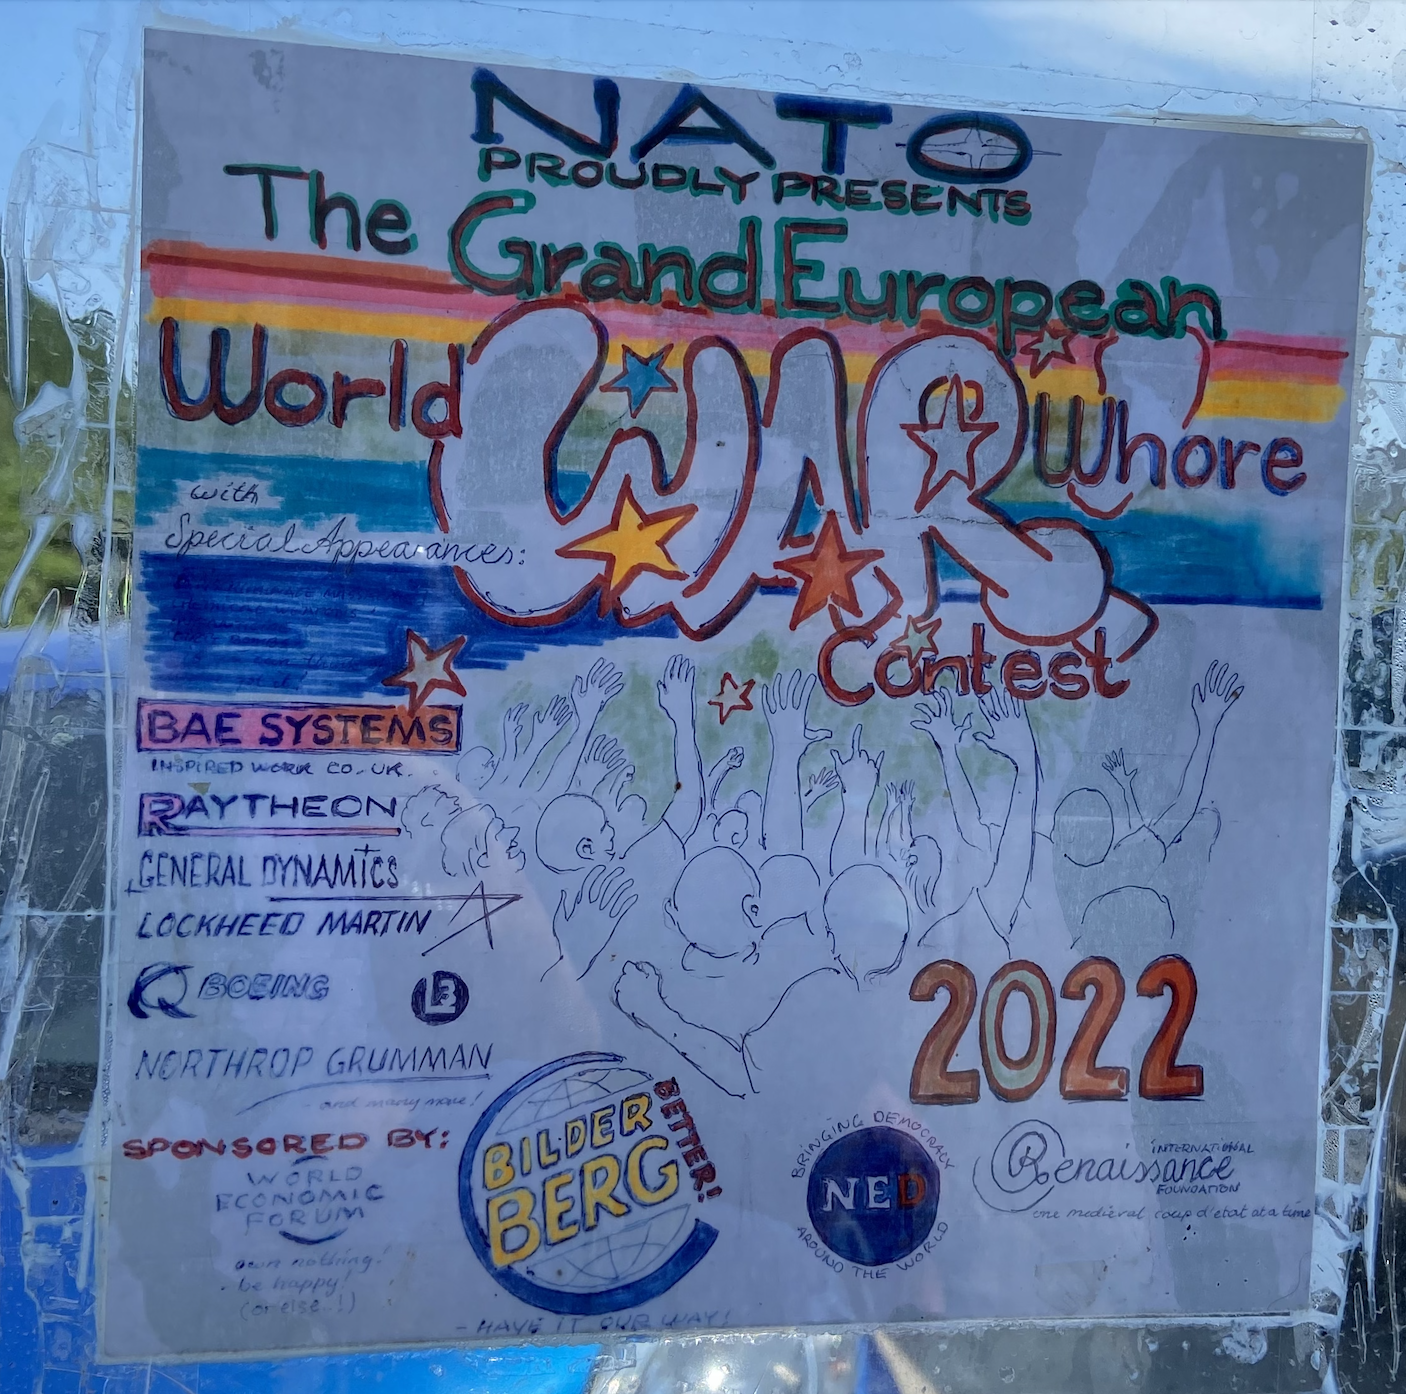 NATO
PROUDLY PRESENTS
The Grand European
World WAR Whore
Contest
with
Special Appearances:
BAE SYSTEMS
INSPIRED WORK CO. UK.
RAYTHEON
GENERAL DYNAMICS
LOCKHEED MARTIN
BOEING
L3
NORTHROP GRUMMAN
- and many more!
2022
SPONSORED BY:
WORLD
ECONOMIC
FORUM
own nothing!
be happy!
(or else..!)
BILDER
BERG
BETTER!
- HAVE IT OUR WAY!
BRINGING DEMOCRACY
NED
AROUND THE WORLD
INTERNATIONAL
Renaissance
FOUNDATION
one medieval coup d'etat at a time